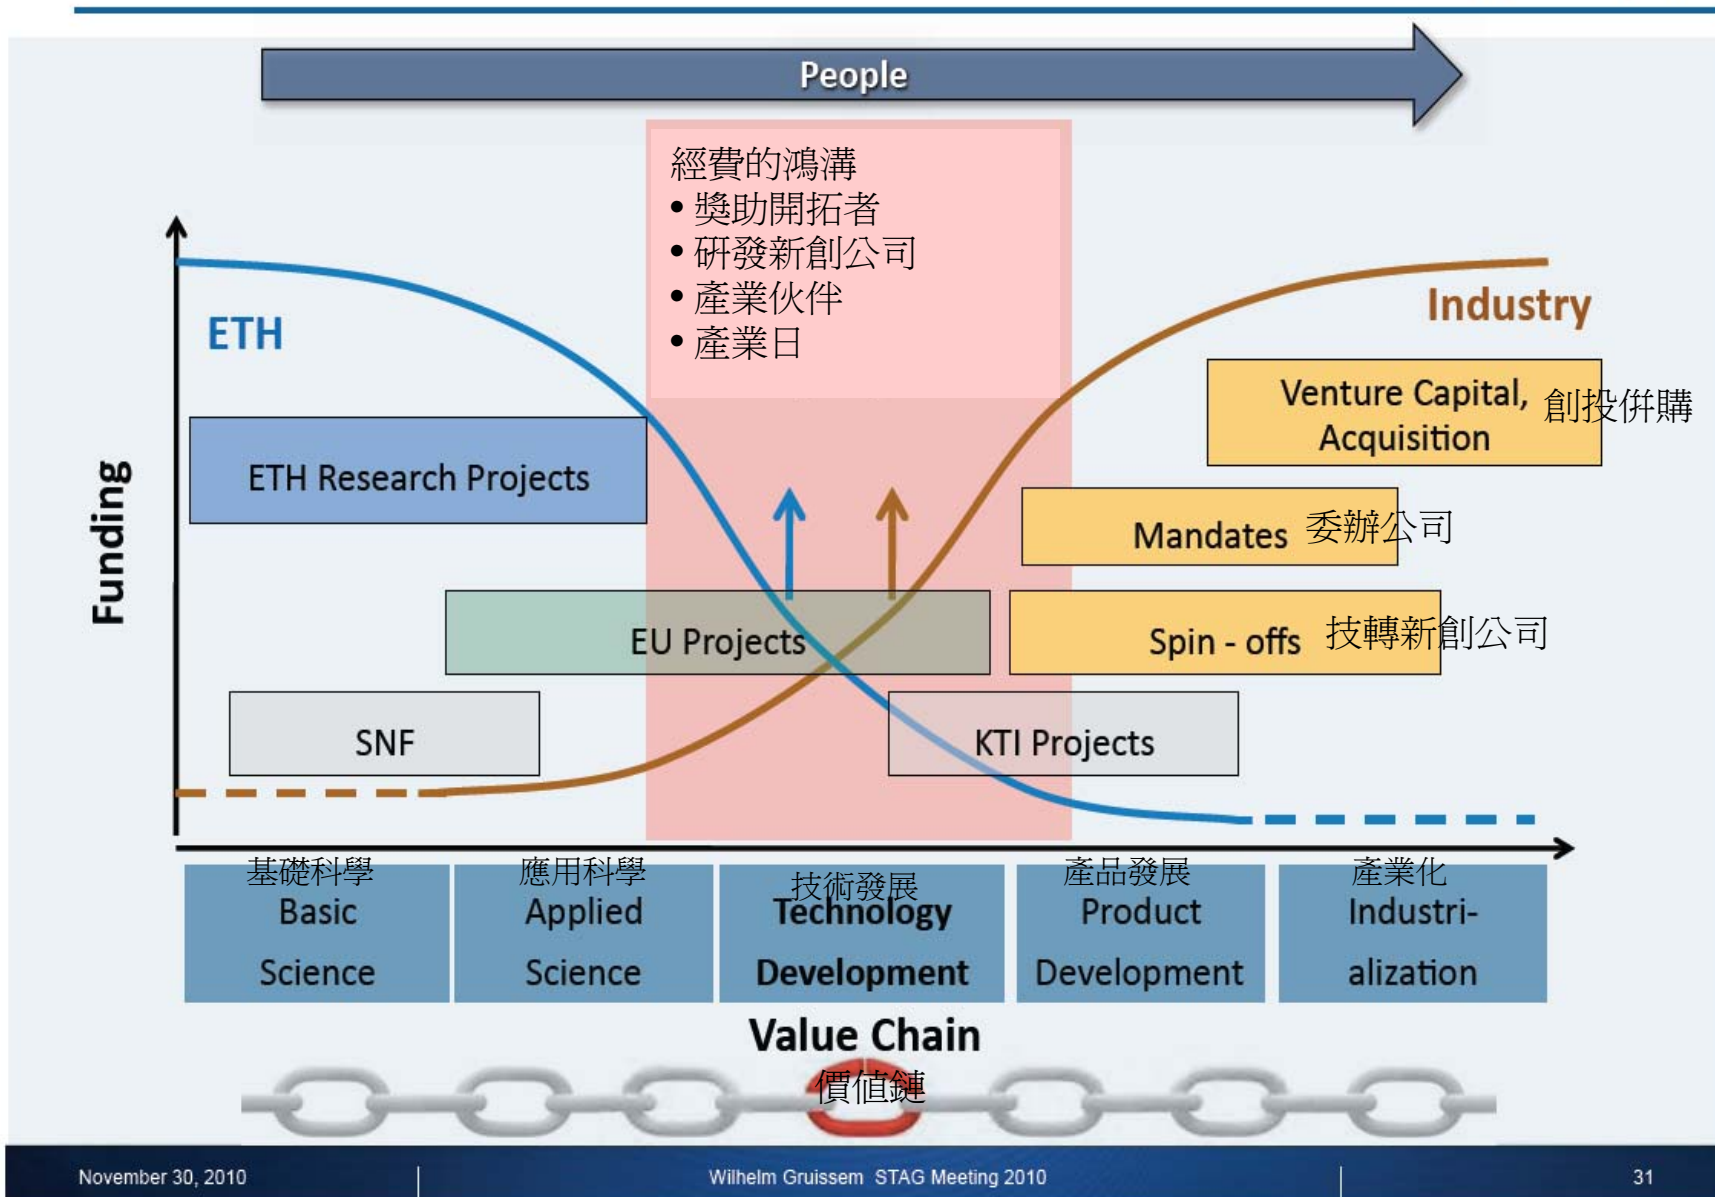 People
經費的鴻溝
• 獎助開拓者
• 研發新創公司
• 產業伙伴
• 產業日
ETH
Industry
Venture Capital,
Acquisition
創投併購
ETH Research Projects
Mandates 委辦公司
Funding
EU Projects
Spin - offs 技轉新創公司
SNF
KTI Projects
基礎科學
Basic
Science
應用科學
Applied
Science
技術發展
Technology
Development
產品發展
Product
Development
產業化
Industri-
alization
Value Chain
價值鏈
November 30, 2010
Wilhelm Gruissem STAG Meeting 2010
31